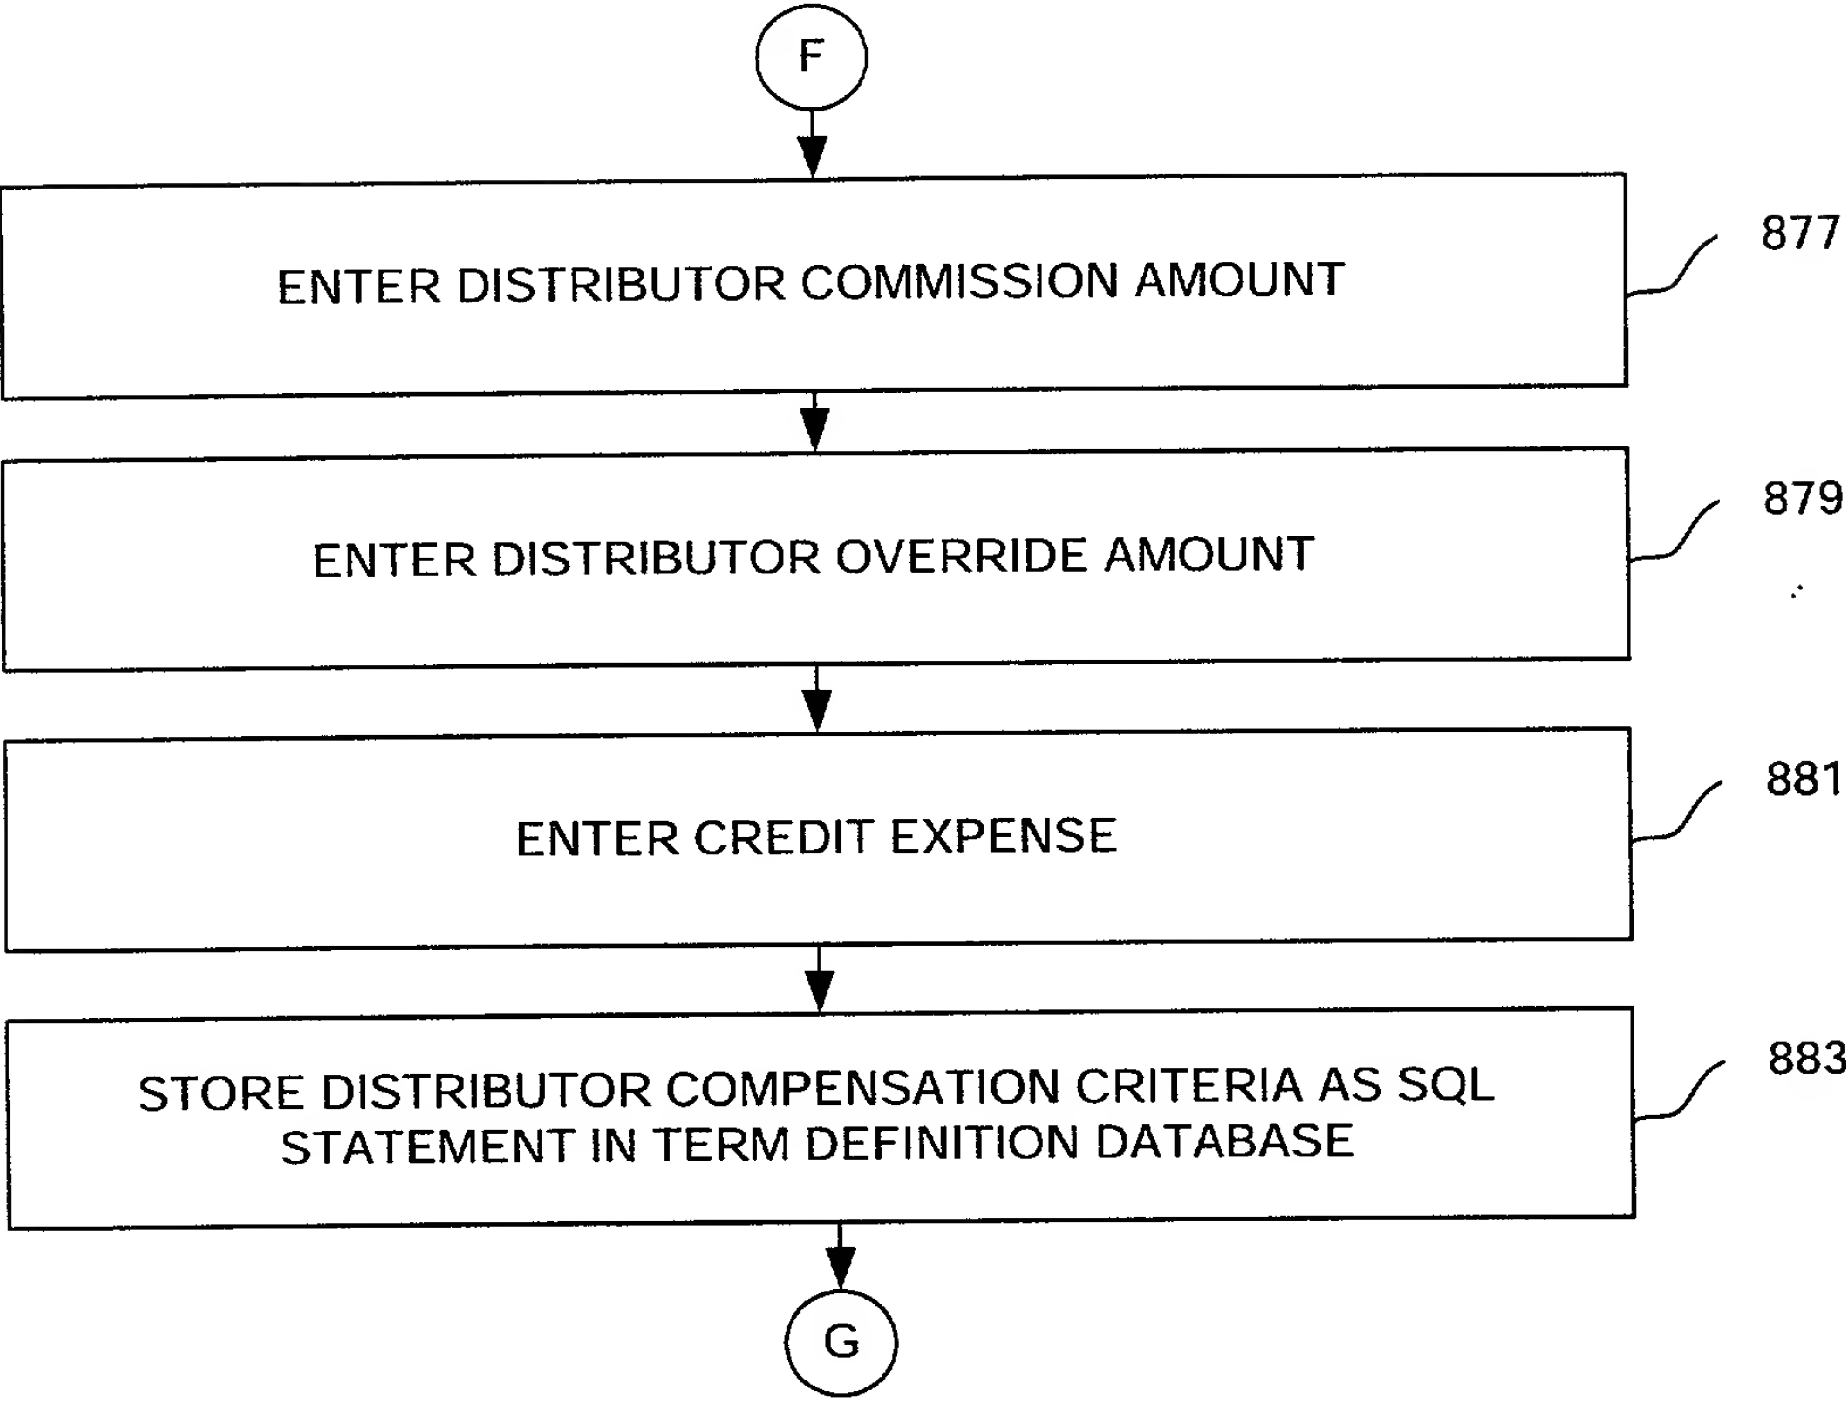 F
ENTER DISTRIBUTOR COMMISSION AMOUNT
877
ENTER DISTRIBUTOR OVERRIDE AMOUNT
879
ENTER CREDIT EXPENSE
881
STORE DISTRIBUTOR COMPENSATION CRITERIA AS SQL
STATEMENT IN TERM DEFINITION DATABASE
883
G